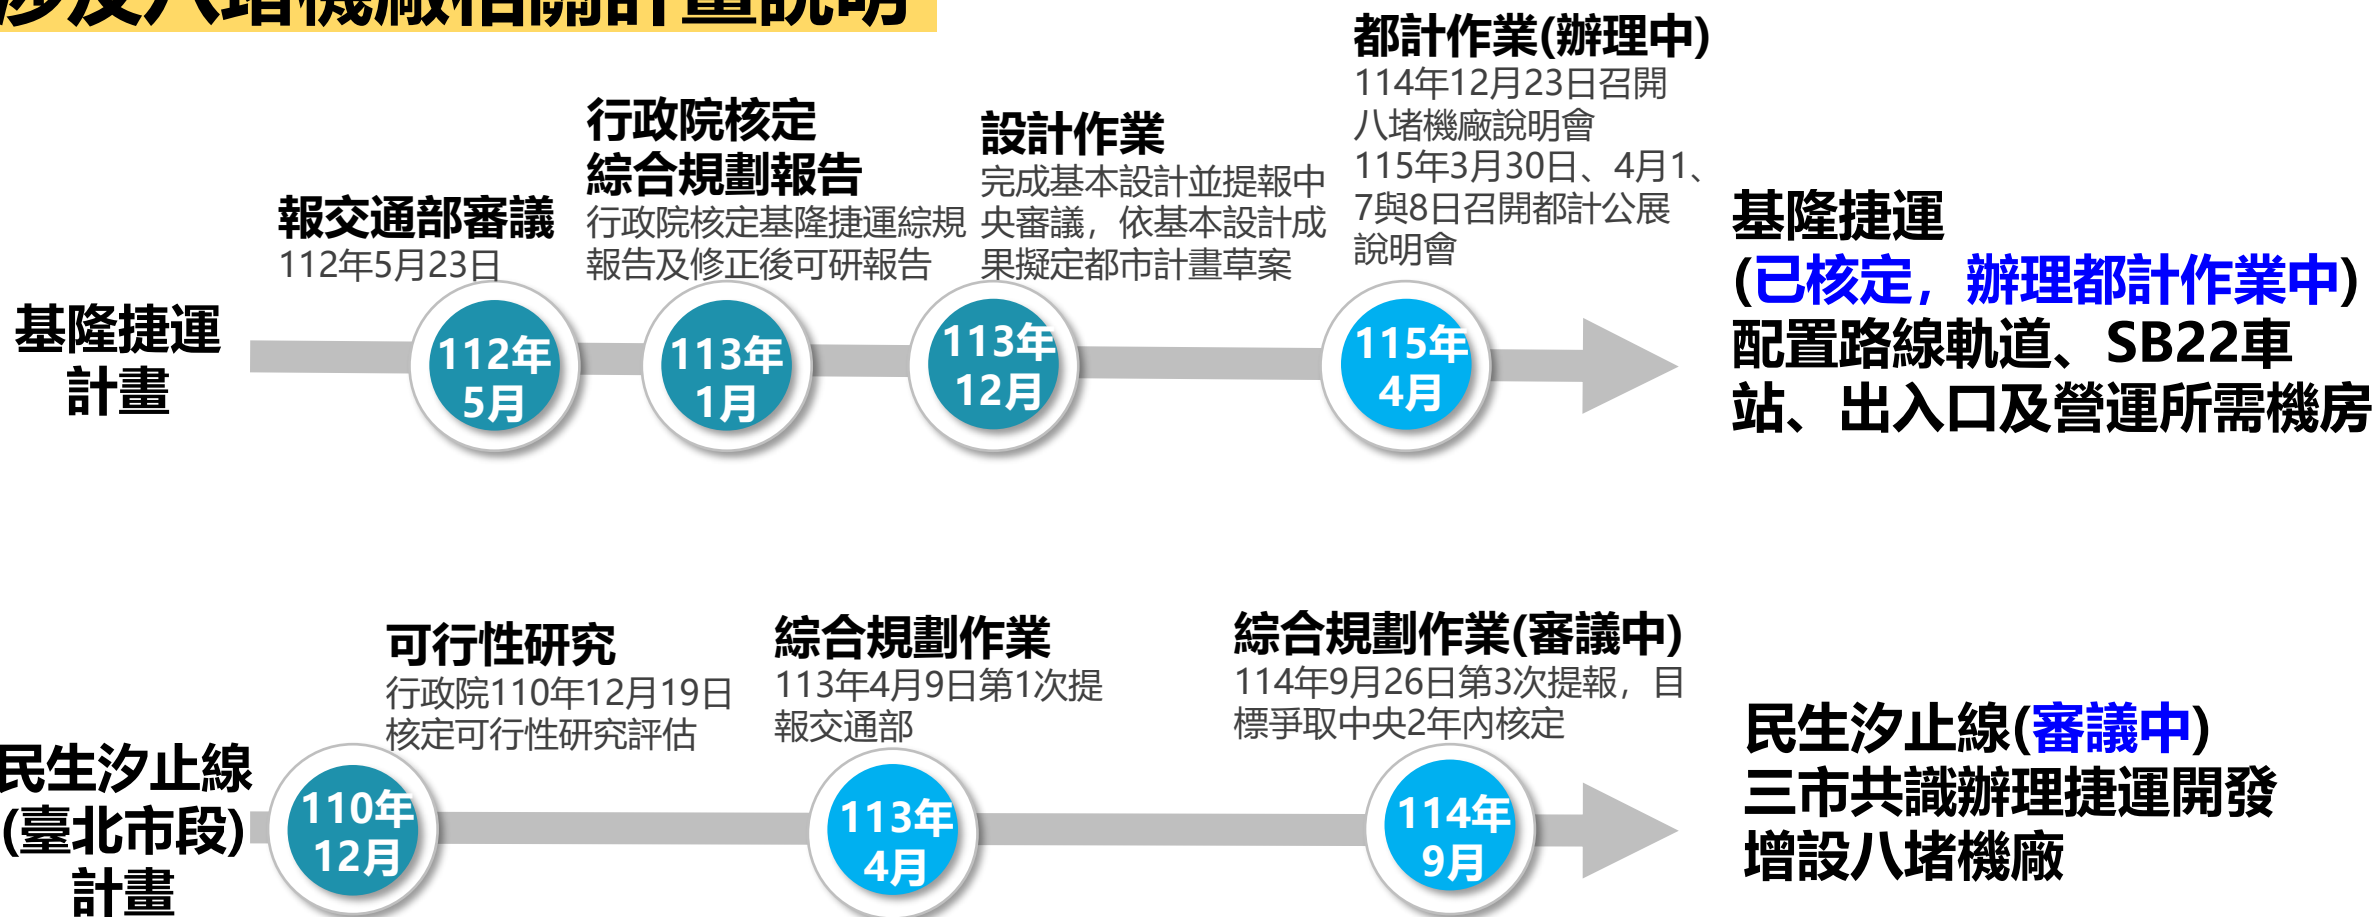 涉及八堵機廠相關計畫說明
基隆捷運
計畫
報交通部審議
112年5月23日
112年
5月
行政院核定
綜合規劃報告
行政院核定基隆捷運綜規
報告及修正後可研報告
113年
1月
設計作業
完成基本設計並提報中
央審議，依基本設計成
果擬定都市計畫草案
113年
12月
都計作業(辦理中)
114年12月23日召開
八堵機廠說明會
115年3月30日、4月1、
7與8日召開都計公展
說明會
115年
4月
基隆捷運
(已核定，辦理都計作業中)
配置路線軌道、SB22車
站、出入口及營運所需機房
民生汐止線
(臺北市段)
計畫
可行性研究
行政院110年12月19日
核定可行性研究評估
110年
12月
綜合規劃作業
113年4月9日第1次提
報交通部
113年
4月
綜合規劃作業(審議中)
114年9月26日第3次提報，目
標爭取中央2年內核定
114年
9月
民生汐止線(審議中)
三市共識辦理捷運開發
增設八堵機廠